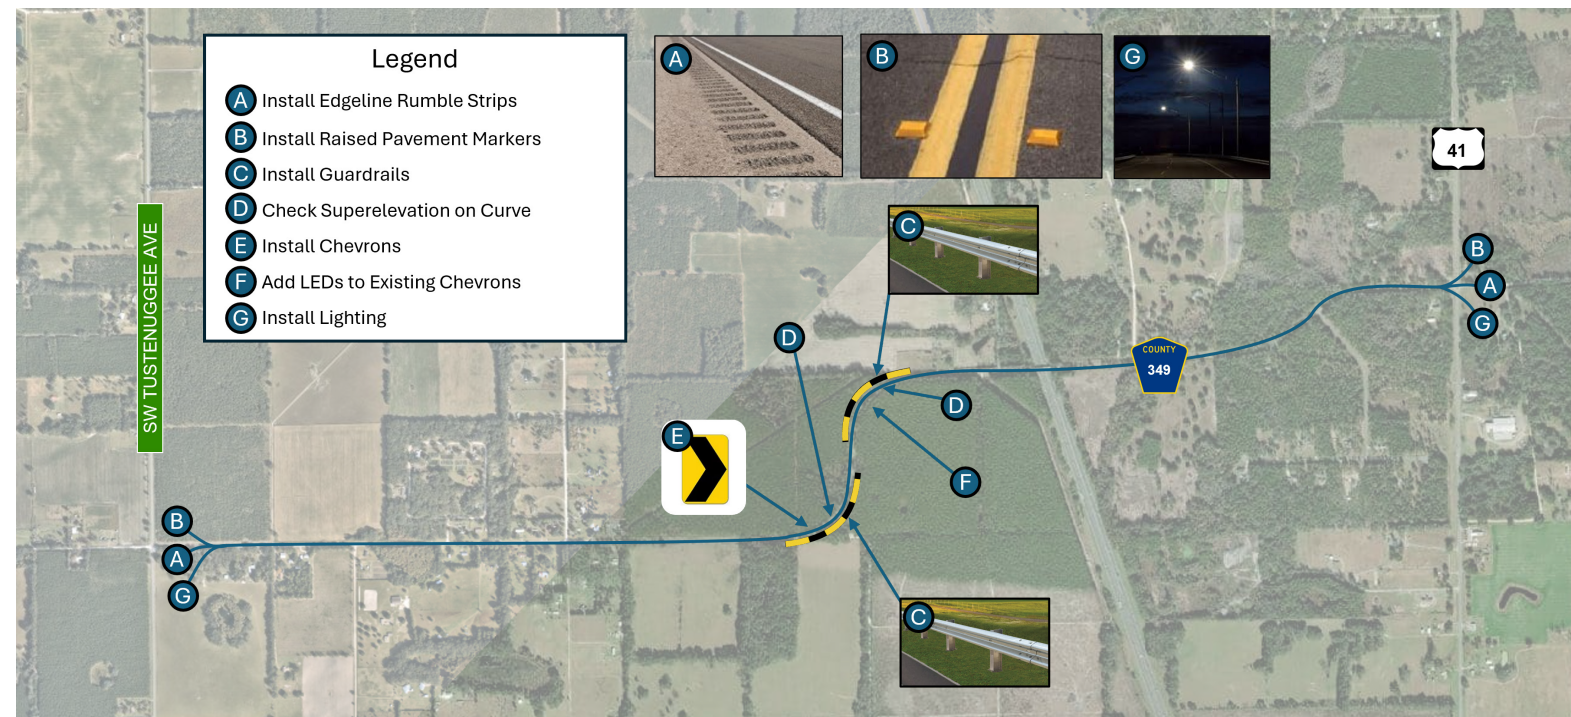 Legend
A Install Edgeline Rumble Strips
B Install Raised Pavement Markers
C Install Guardrails
D Check Superelevation on Curve
E Install Chevrons
F Add LEDs to Existing Chevrons
G Install Lighting
A
B
G
41
SW TUSTENUGGEE AVE
C
B
A
G
D
COUNTY
349
D
E
F
B
A
G
C